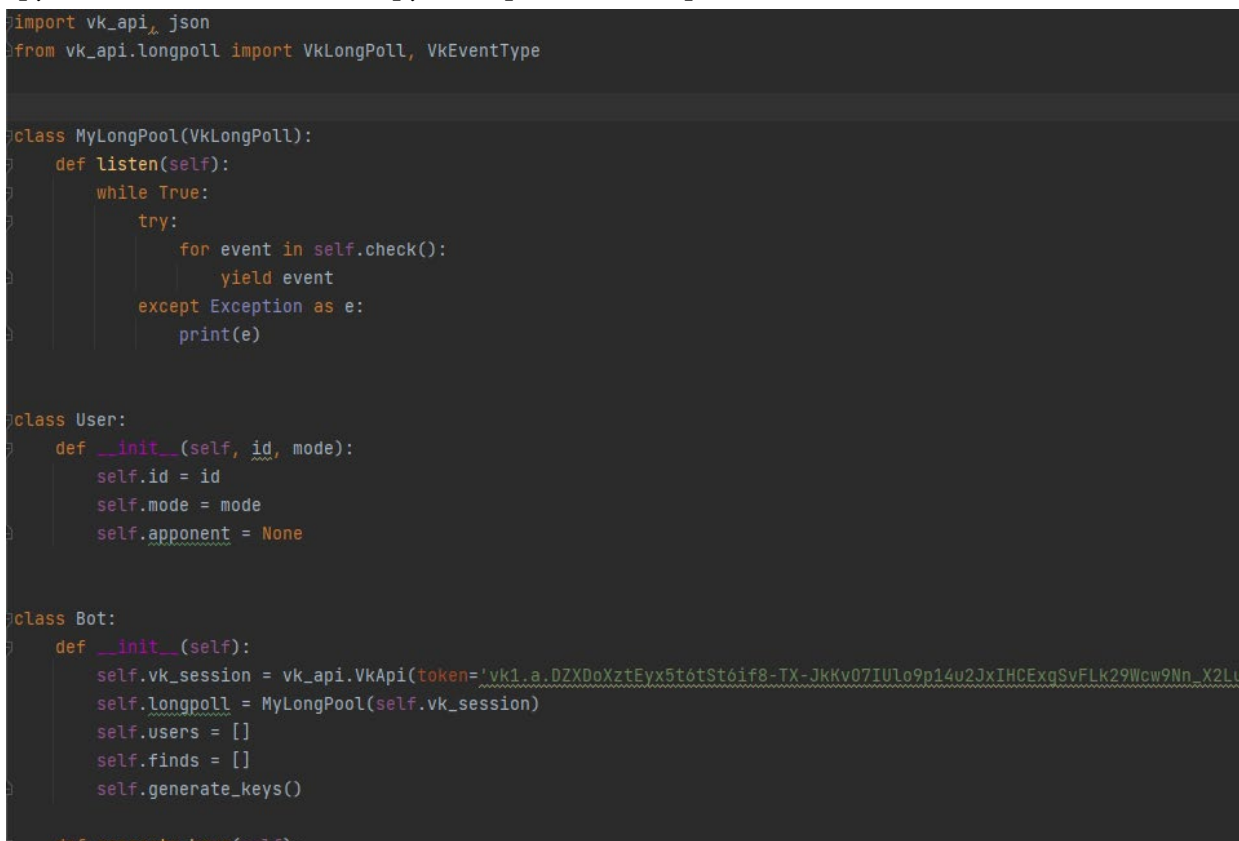 import vk_api, json
from vk_api.longpoll import VkLongPoll, VkEventType
class MyLongPool(VkLongPoll):
    def listen(self):
        while True:
            try:
                for event in self.check():
                    yield event
            except Exception as e:
                print(e)
class User:
    def __init__(self, id, mode):
        self.id = id
        self.mode = mode
        self.apponent = None
class Bot:
    def __init__(self):
        self.vk_session = vk_api.VkApi(token='vk1.a.DZXDoXztEyx5t6tSt6if8-TX-JkKvO7IUlo9p14u2JxIHCExgSvFLk29Wcw9Nn_X2Lu
        self.longpoll = MyLongPool(self.vk_session)
        self.users = []
        self.finds = []
        self.generate_keys()